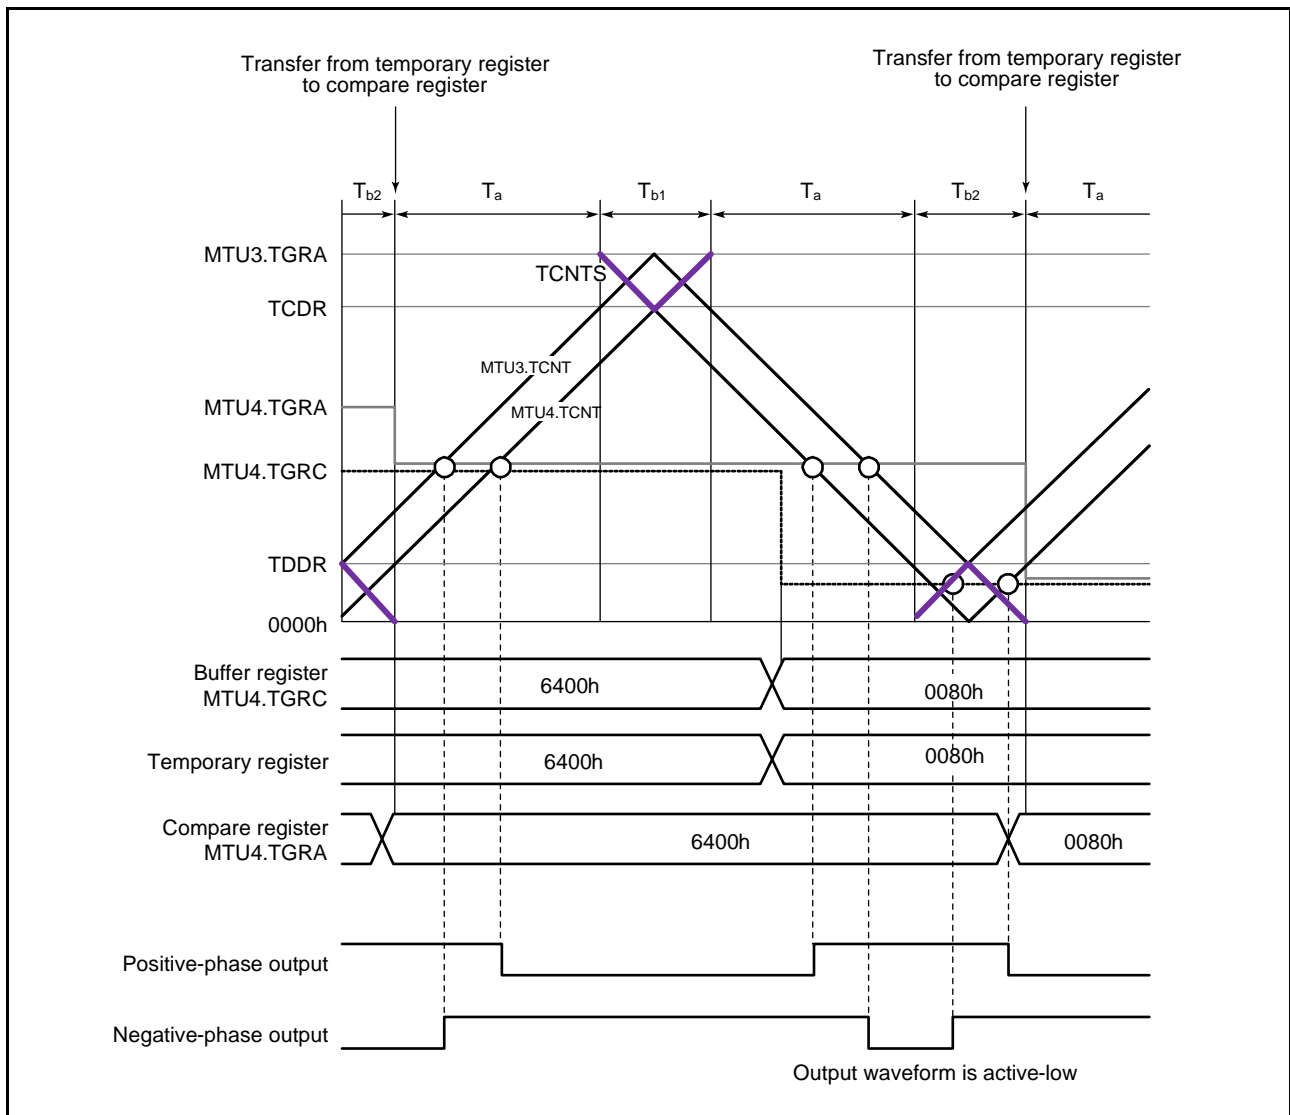 Transfer from temporary register
to compare register
Transfer from temporary register
to compare register
Tb2
Ta
Tb1
Ta
Tb2
Ta
MTU3.TGRA
TCNTS
TCDR
MTU3.TCNT
MTU4.TGRA
MTU4.TCNT
MTU4.TGRC
TDDR
0000h
Buffer register
MTU4.TGRC
6400h
0080h
Temporary register
6400h
0080h
Compare register
MTU4.TGRA
6400h
0080h
Positive-phase output
Negative-phase output
Output waveform is active-low